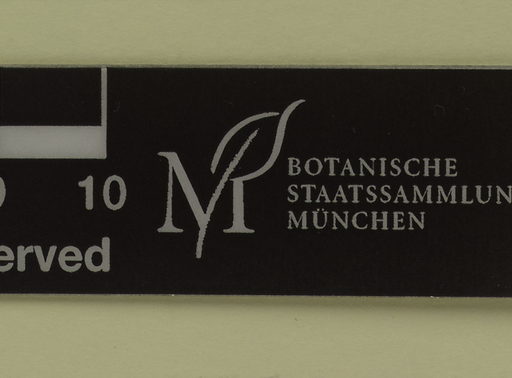 10
erved
BOTANISCHE
STAATSSAMMLUN
MÜNCHEN